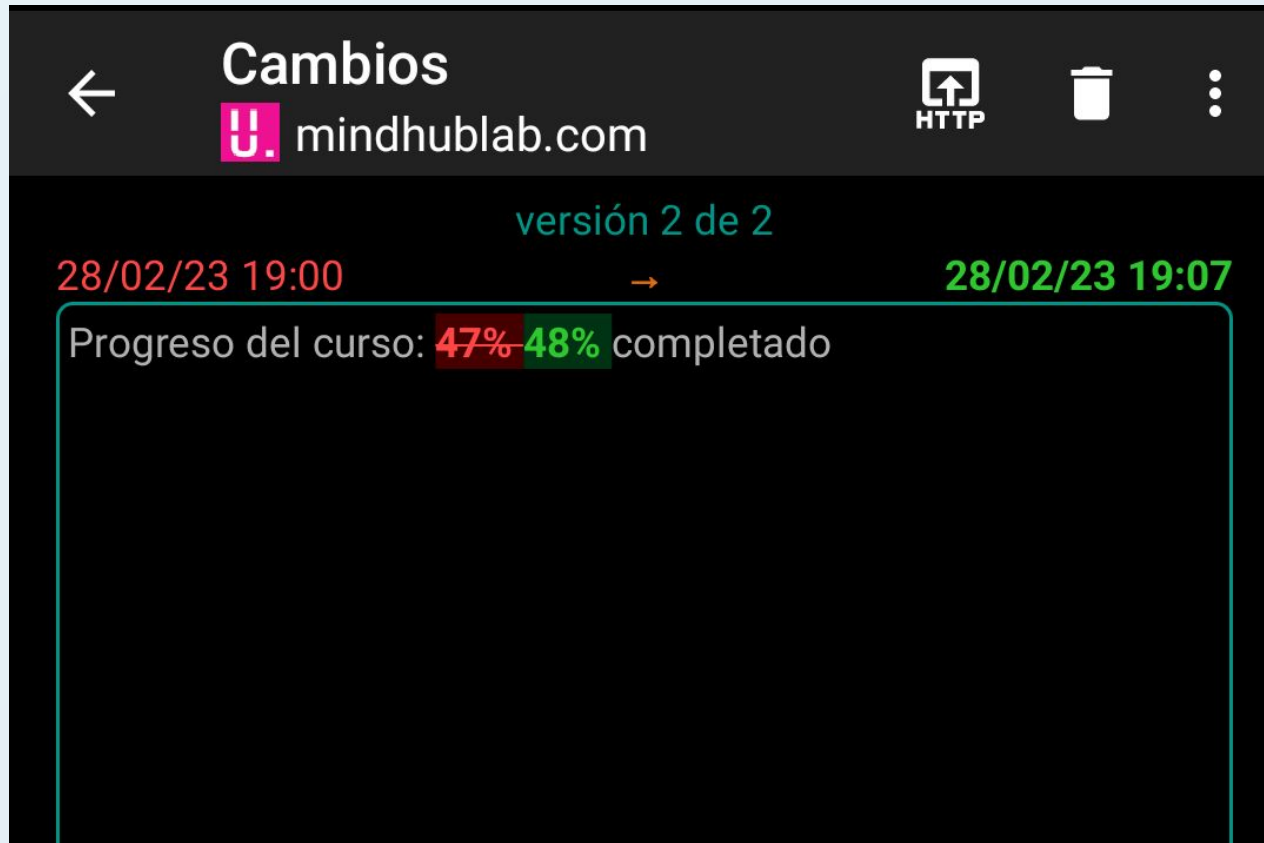 Cambios
U. mindhublab.com
HTTP
versión 2 de 2
28/02/23 19:00 → 28/02/23 19:07
Progreso del curso: 47% 48% completado